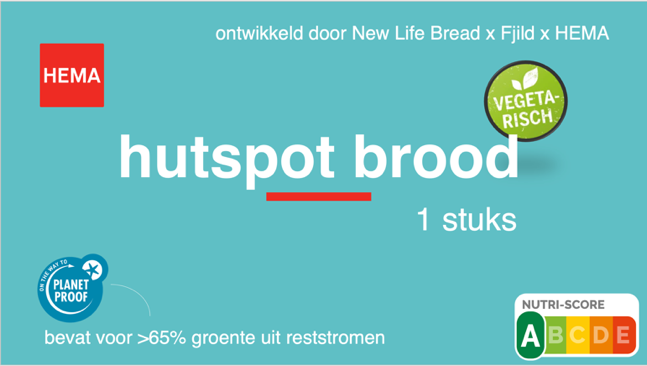 ontwikkeld door New Life Bread x Fjild x HEMA
HEMA
VEGETA-
RISCH
hutspot brood
1 stuks
ON THE WAY TO
PLANET
PROOF
bevat voor >65% groente uit reststromen
NUTRI-SCORE
A B C D E